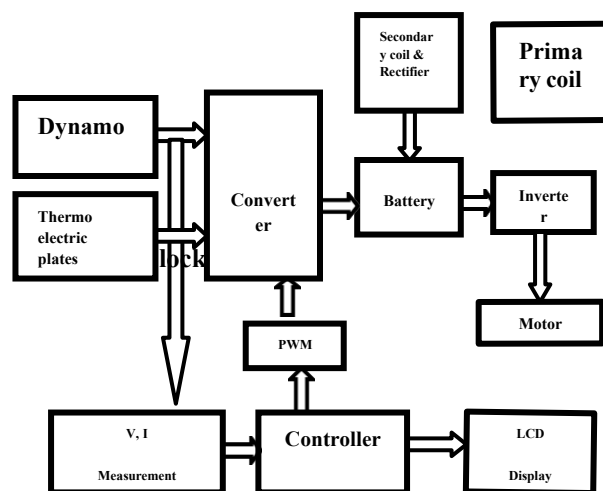 Secondar
y coil &
Rectifier
Prima
ry coil
Dynamo
Thermo
electric
plates
Convert
er
Battery
Inverte
r
lock
Motor
PWM
V, I
Measurement
Controller
LCD
Display